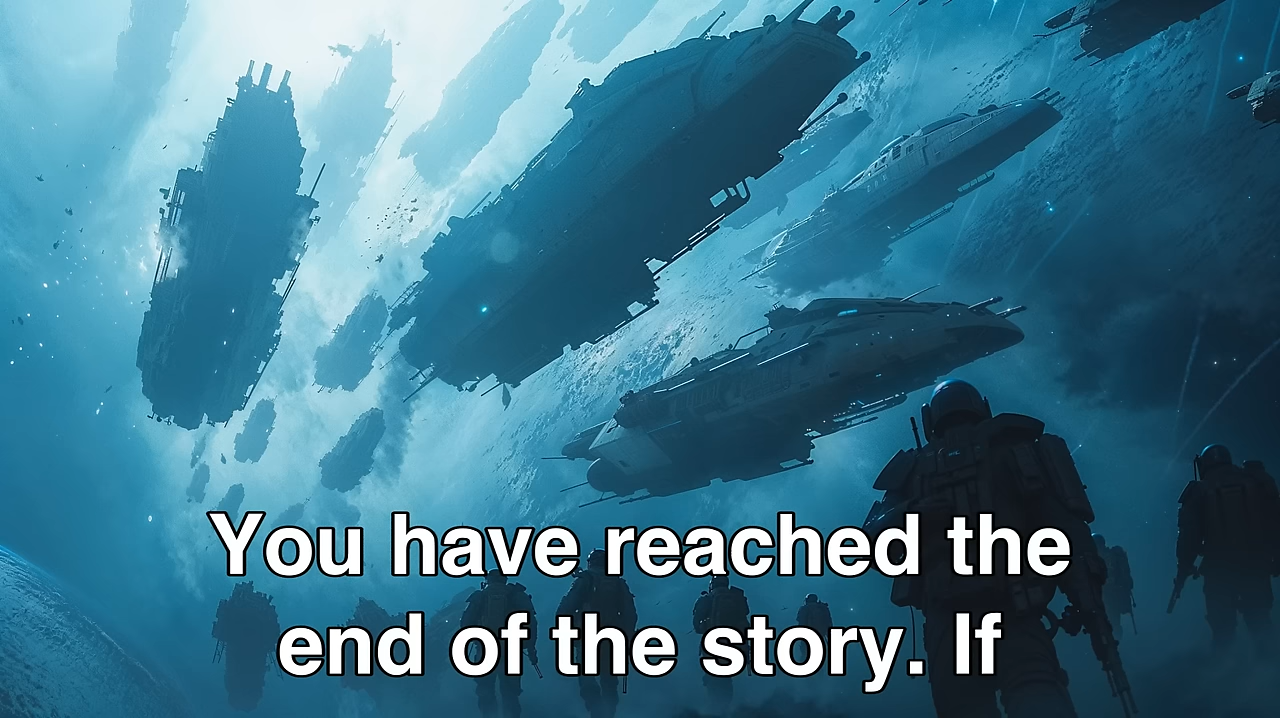 You have reached the
end of the story. If